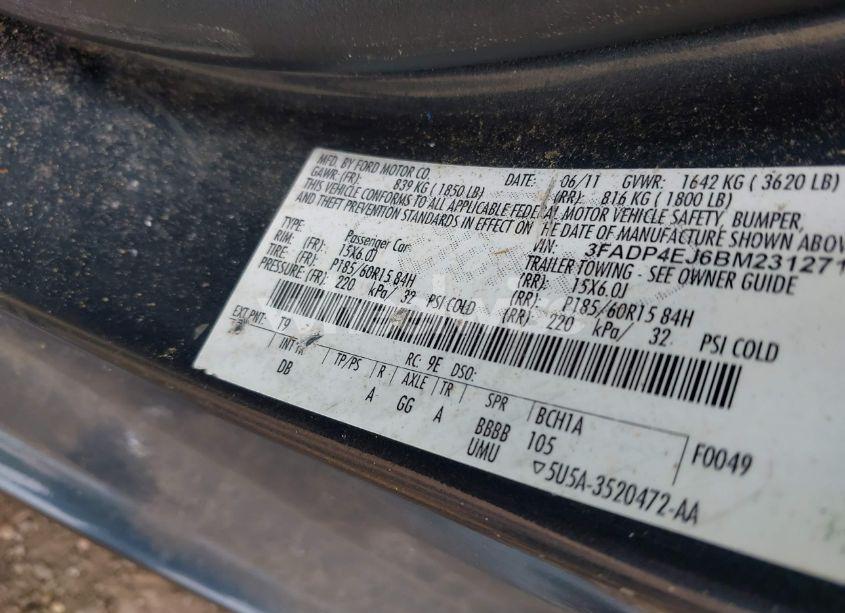 MFD. BY FORD MOTOR CO.
DATE: 06/11 GVWR: 1642 KG ( 3620 LB)
GAWR: (FR): 839 KG ( 1850 LB) (RR): 816 KG ( 1800 LB)
THIS VEHICLE CONFORMS TO ALL APPLICABLE FEDERAL MOTOR VEHICLE SAFETY, BUMPER,
AND THEFT PREVENTION STANDARDS IN EFFECT ON THE DATE OF MANUFACTURE SHOWN ABOV
VIN: 3FADP4EJ6BM231271
TYPE: Passenger Car TRAILER TOWING - SEE OWNER GUIDE
RIM: (FR): 15X6.0J (RR): 15X6.0J
TIRE (FR): P185/60R15 84H (RR): P185/60R15 84H
PRESSURE: (FR): 220 kPa/ 32 PSI COLD (RR): 220 kPa/ 32 PSI COLD
EXT PNT: T9 RC: 9E DSO:
INT TR TP/PS R AXLE TR SPR BCH1A
DB A GG A BBBB 105 F0049
UMU ▽5U5A-3520472-AA